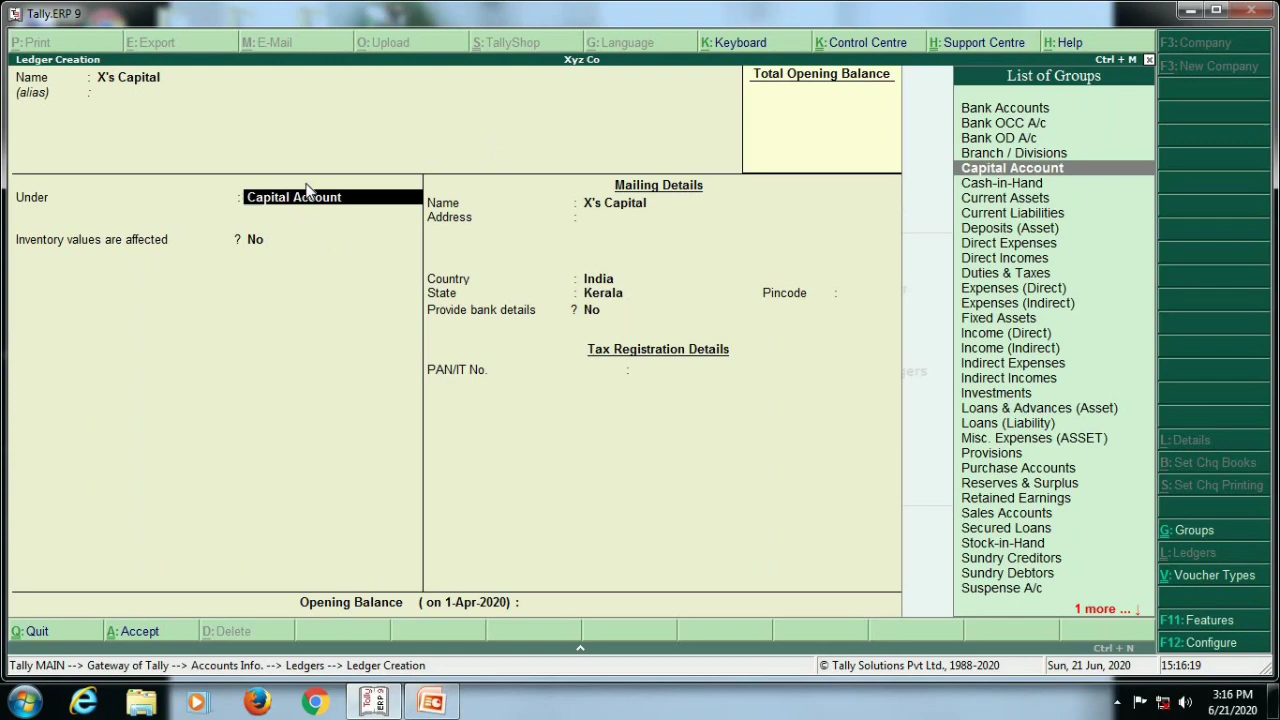 Tally.ERP 9
P: Print E: Export M: E-Mail O: Upload S: TallyShop G: Language K: Keyboard K: Control Centre H: Support Centre H: Help
Ledger Creation Xyz Co Ctrl + M
Name : X's Capital
(alias) :
Total Opening Balance
Under : Capital Account
Inventory values are affected ? No
Mailing Details
Name : X's Capital
Address :
Country : India
State : Kerala Pincode :
Provide bank details ? No
Tax Registration Details
PAN/IT No. :
Opening Balance ( on 1-Apr-2020) :
List of Groups
Bank Accounts
Bank OCC A/c
Bank OD A/c
Branch / Divisions
Capital Account
Cash-in-Hand
Current Assets
Current Liabilities
Deposits (Asset)
Direct Expenses
Direct Incomes
Duties & Taxes
Expenses (Direct)
Expenses (Indirect)
Fixed Assets
Income (Direct)
Income (Indirect)
Indirect Expenses
Indirect Incomes
Investments
Loans & Advances (Asset)
Loans (Liability)
Misc. Expenses (ASSET)
Provisions
Purchase Accounts
Reserves & Surplus
Retained Earnings
Sales Accounts
Secured Loans
Stock-in-Hand
Sundry Creditors
Sundry Debtors
Suspense A/c
1 more ... ↓
F3: Company
F3: New Company
L: Details
B: Set Chq Books
S: Set Chq Printing
G: Groups
L: Ledgers
V: Voucher Types
F11: Features
F12: Configure
Q: Quit A: Accept D: Delete
Ctrl + N
Tally MAIN --> Gateway of Tally --> Accounts Info. --> Ledgers --> Ledger Creation © Tally Solutions Pvt Ltd., 1988-2020 Sun, 21 Jun, 2020 15:16:19
3:16 PM
6/21/2020